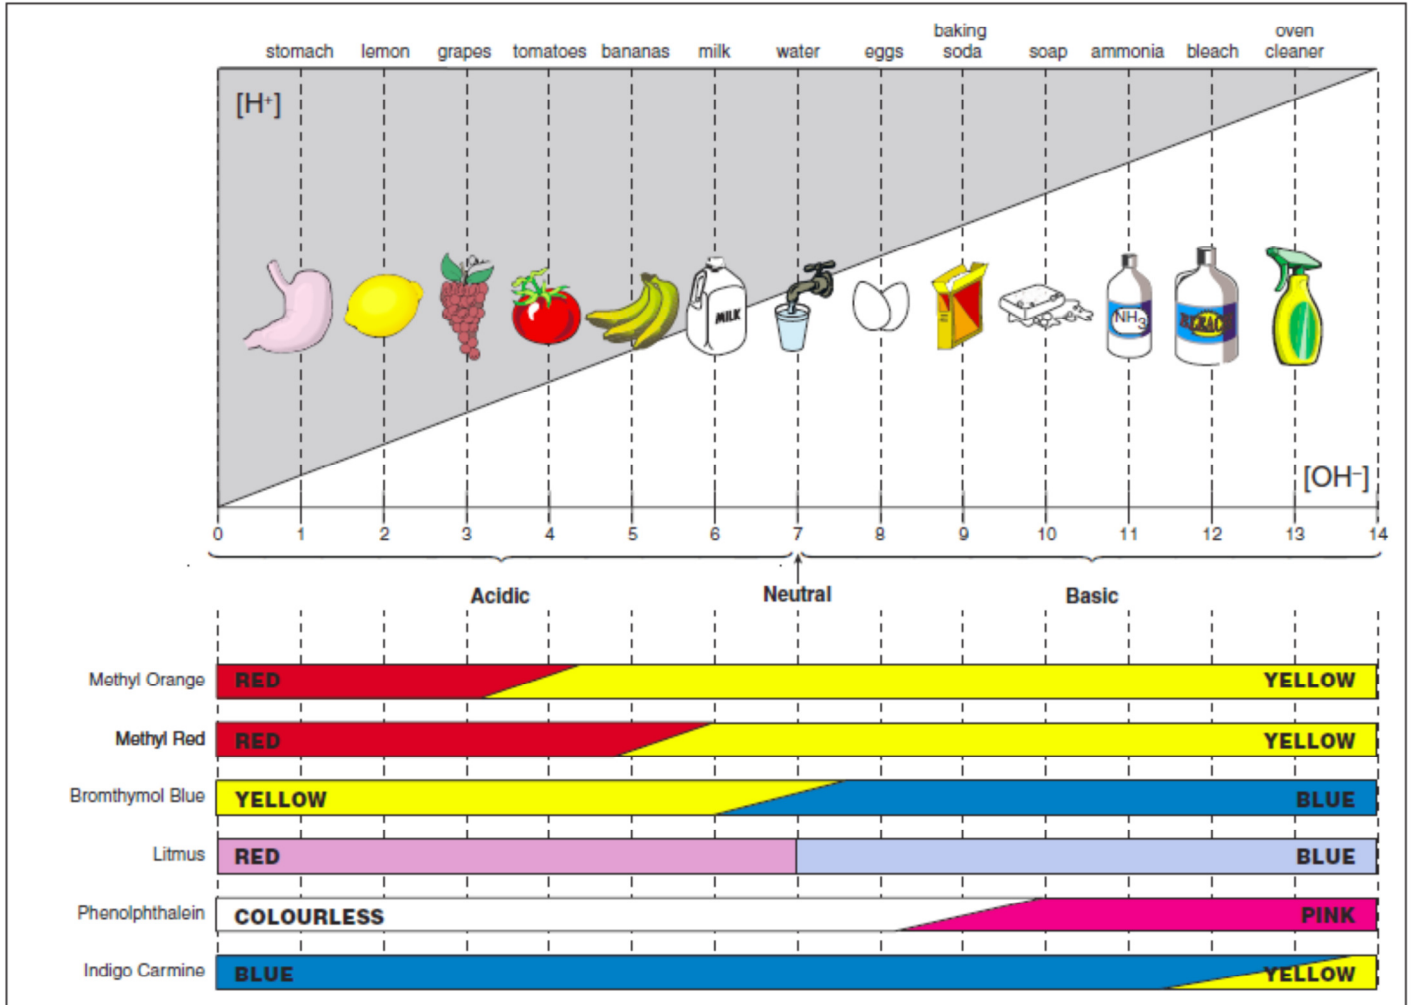 baking
oven
stomach lemon grapes tomatoes bananas milk water eggs soda soap ammonia bleach cleaner
[H⁺]
MILK
NH₃
BLEACH
[OH⁻]
0 1 2 3 4 5 6 7 8 9 10 11 12 13 14
Acidic Neutral Basic
Methyl Orange RED YELLOW
Methyl Red RED YELLOW
Bromthymol Blue YELLOW BLUE
Litmus RED BLUE
Phenolphthalein COLOURLESS PINK
Indigo Carmine BLUE YELLOW